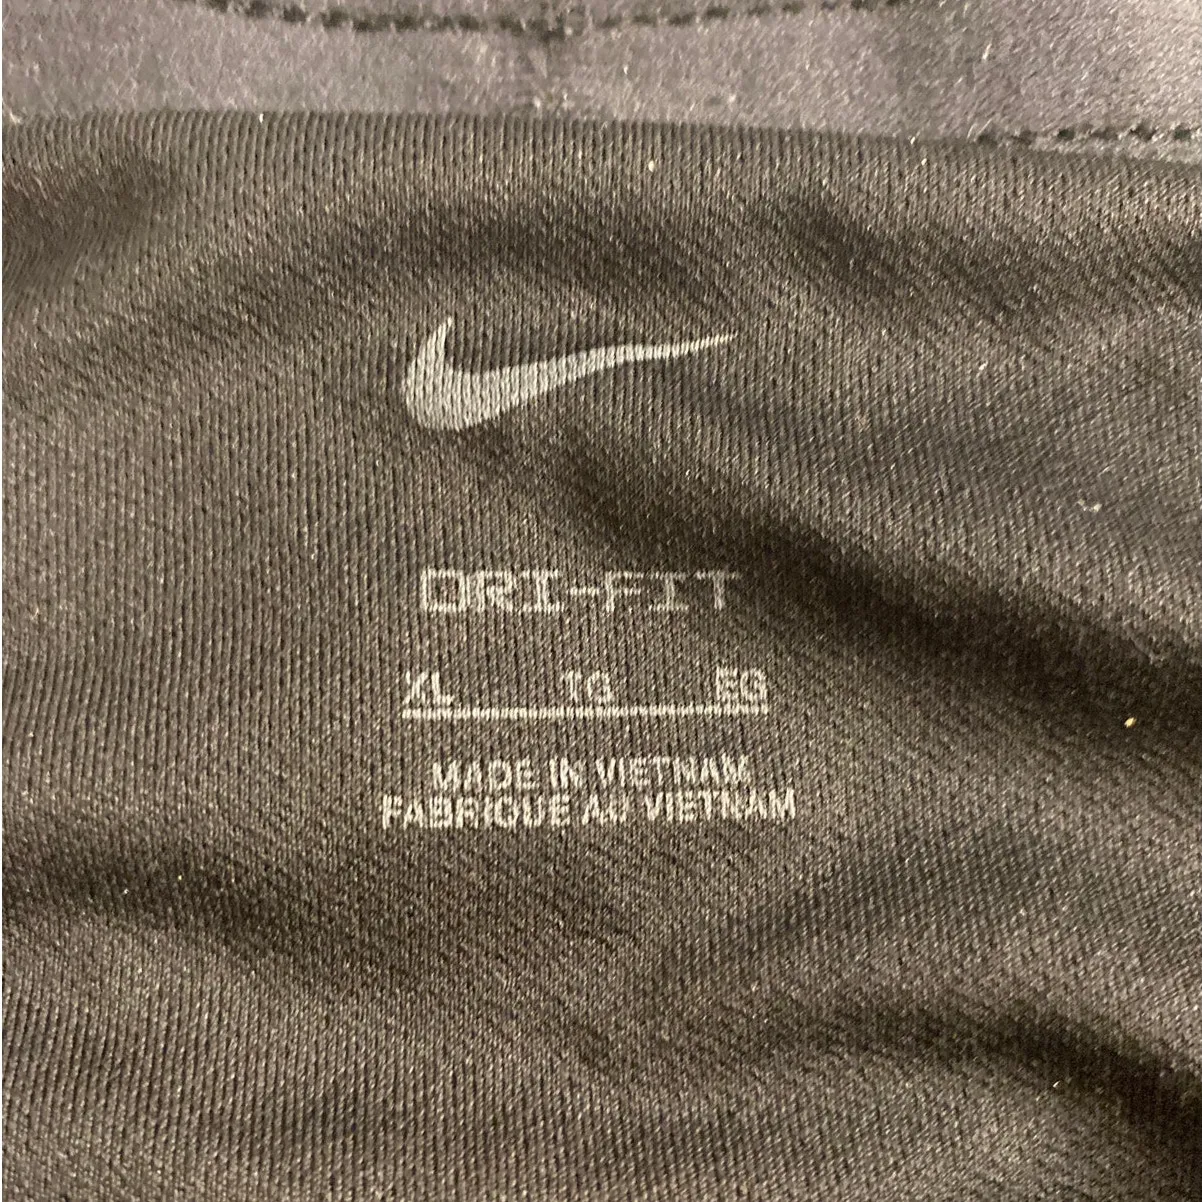 DRI-FIT
XL TG EG
MADE IN VIETNAM
FABRIQUE AU VIETNAM